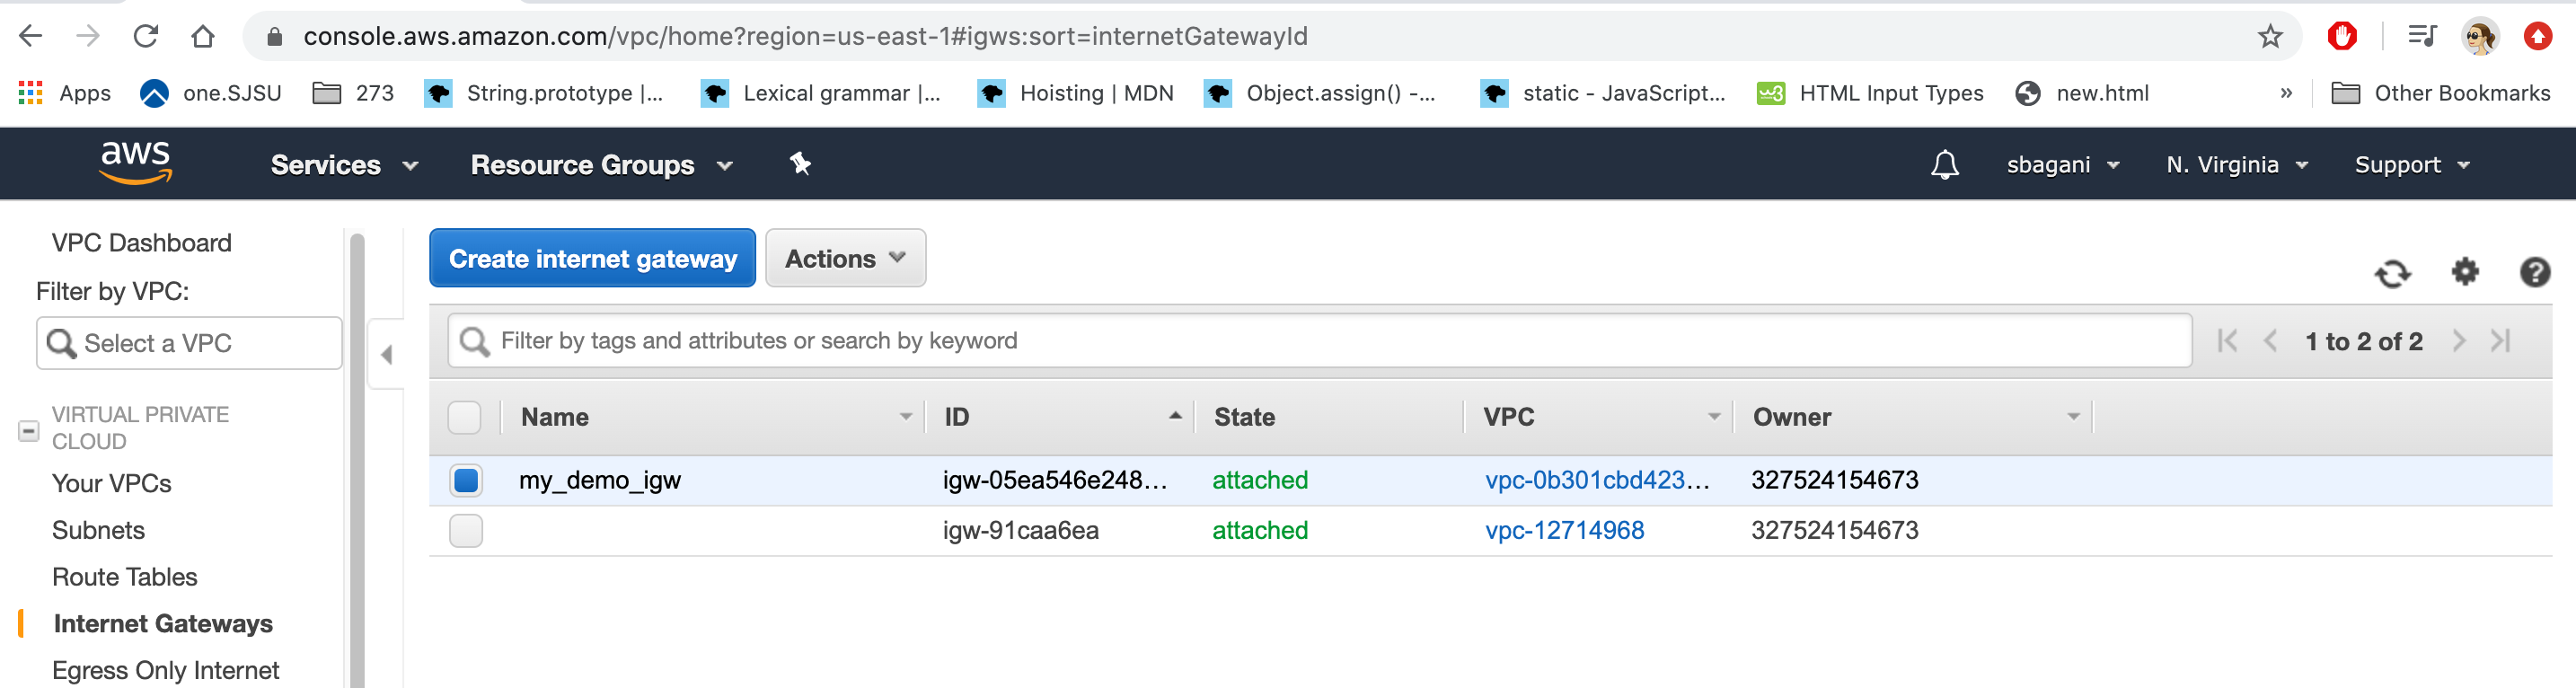 console.aws.amazon.com/vpc/home?region=us-east-1#igws:sort=internetGatewayId
Apps one.SJSU 273 String.prototype |... Lexical grammar |... Hoisting | MDN Object.assign() -... static - JavaScript... w3 HTML Input Types new.html » Other Bookmarks
aws Services Resource Groups sbagani N. Virginia Support
VPC Dashboard
Filter by VPC:
Select a VPC
VIRTUAL PRIVATE
CLOUD
Your VPCs
Subnets
Route Tables
Internet Gateways
Egress Only Internet
Create internet gateway Actions
Filter by tags and attributes or search by keyword 1 to 2 of 2
Name ID State VPC Owner
my_demo_igw igw-05ea546e248... attached vpc-0b301cbd423... 327524154673
igw-91caa6ea attached vpc-12714968 327524154673